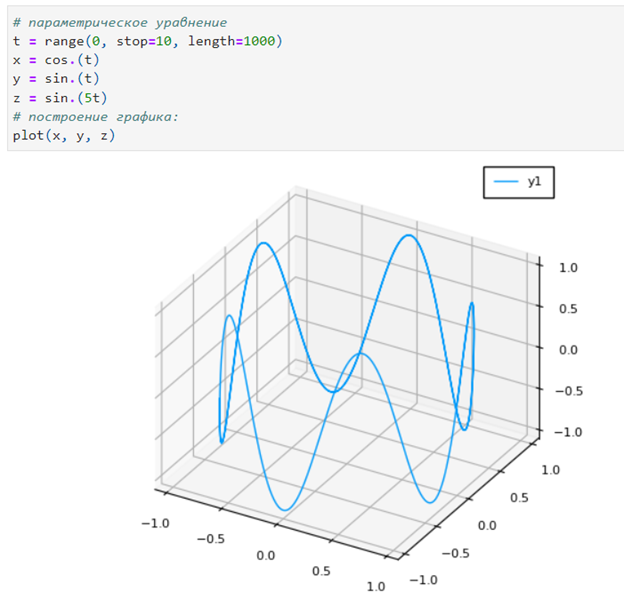 # параметрическое уравнение
t = range(0, stop=10, length=1000)
x = cos.(t)
y = sin.(t)
z = sin.(5t)
# построение графика:
plot(x, y, z)
y1
1.0
0.5
0.0
−0.5
−1.0
1.0
0.5
0.0
−0.5
−1.0
−1.0
−0.5
0.0
0.5
1.0